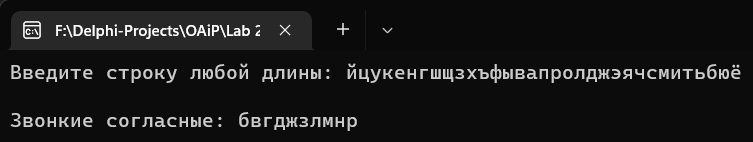 F:\Delphi-Projects\OAiP\Lab 2
Введите строку любой длины: йцукенгшщзхъфывапролджэячсмитьбюё
Звонкие согласные: бвгджзлмнр